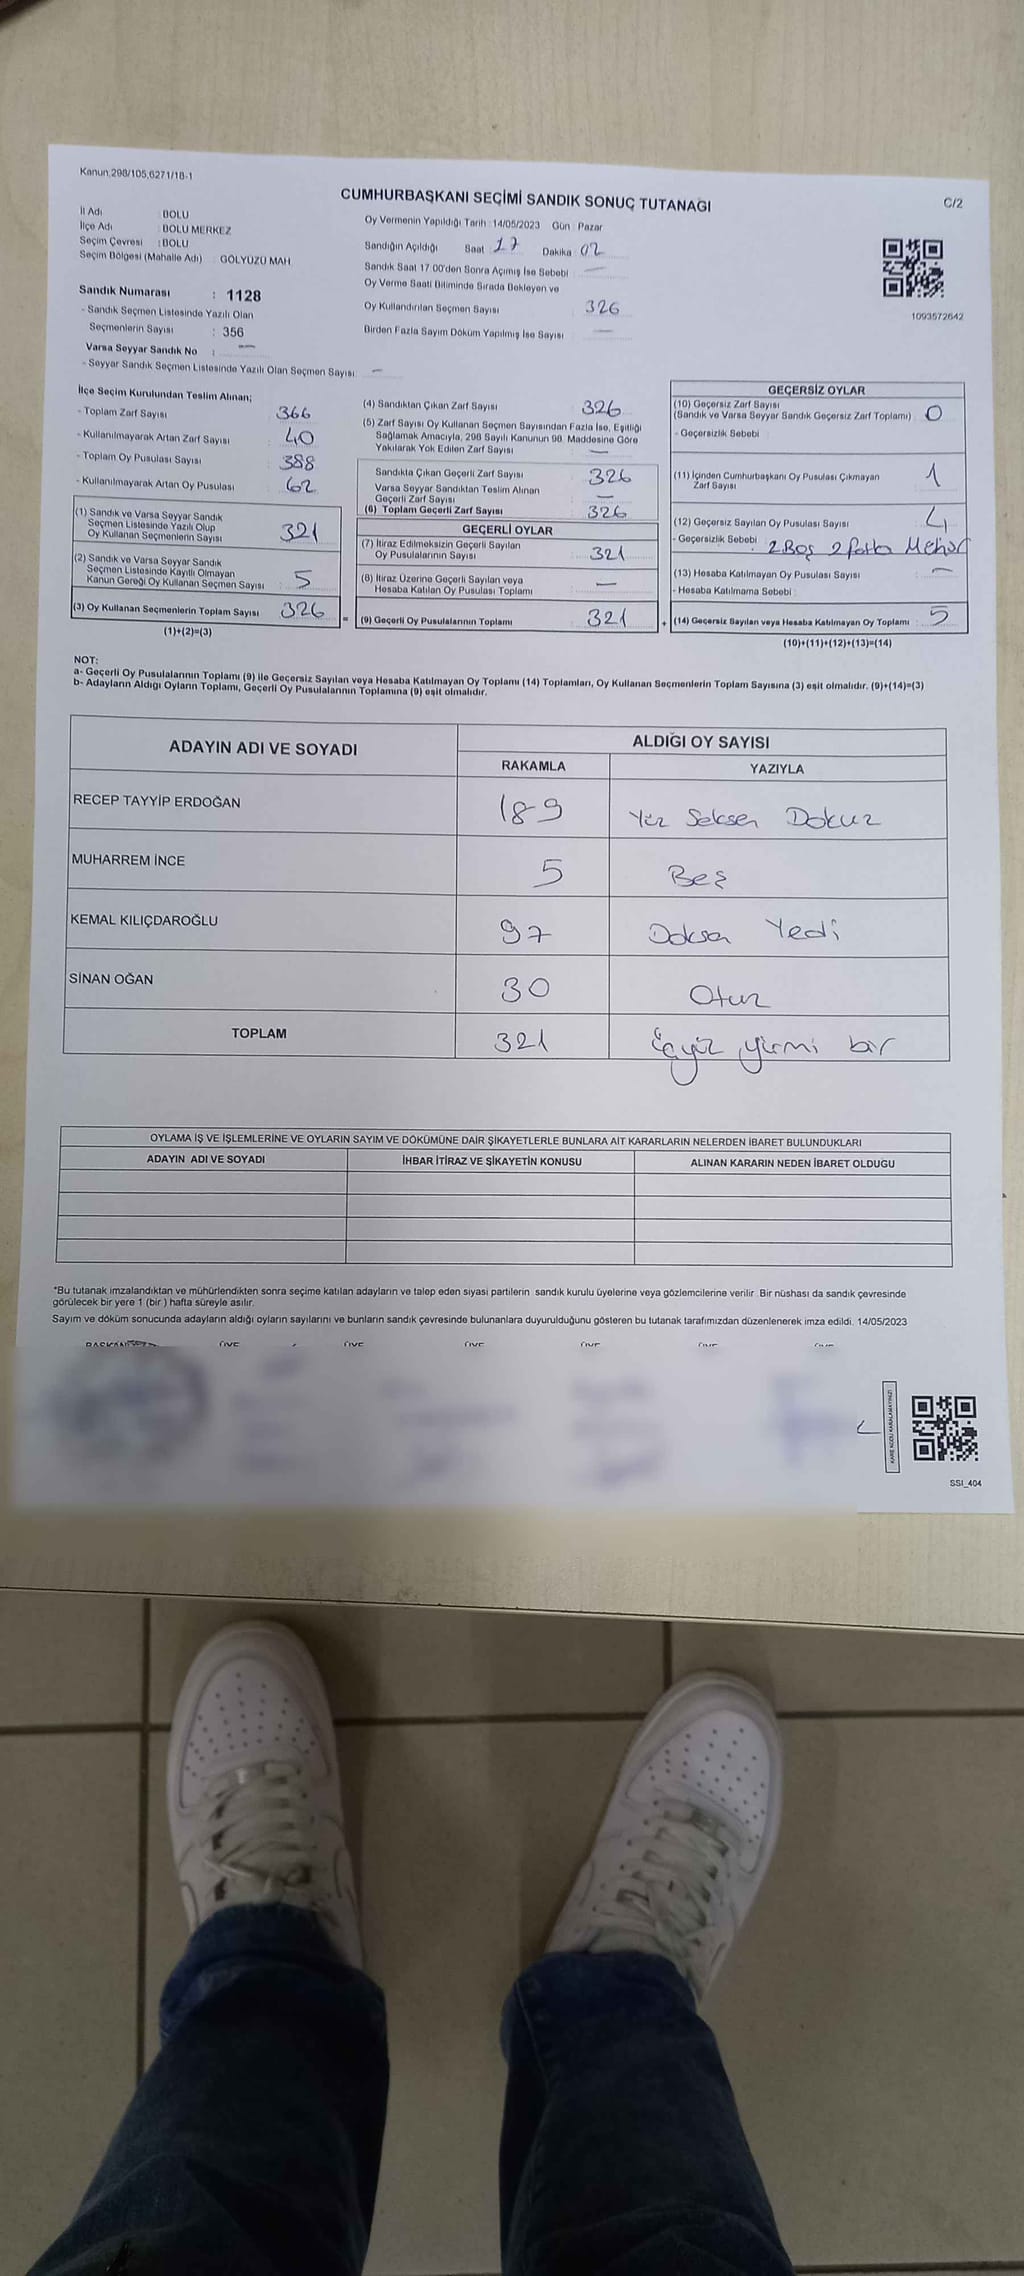 Kanun.298/105,6271/18-1
CUMHURBAŞKANI SEÇİMİ SANDIK SONUÇ TUTANAĞI
C/2
İl Adı : BOLU
İlçe Adı : BOLU MERKEZ
Seçim Çevresi : BOLU
Seçim Bölgesi (Mahalle Adı) : GÖLYÜZÜ MAH.
Sandık Numarası : 1128
- Sandık Seçmen Listesinde Yazılı Olan
Seçmenlerin Sayısı : 356
Varsa Seyyar Sandık No : —
- Seyyar Sandık Seçmen Listesinde Yazılı Olan Seçmen Sayısı: —
Oy Vermenin Yapıldığı Tarih : 14/05/2023 Gün : Pazar
Sandığın Açıldığı Saat 17 Dakika 02
Sandık Saat 17:00'den Sonra Açımış İse Sebebi : —
Oy Verme Saati Bitiminde Sırada Bekleyen ve
Oy Kullandırılan Seçmen Sayısı 326
Birden Fazla Sayım Döküm Yapılmış İse Sayısı —
1093572642
İlçe Seçim Kurulundan Teslim Alınan;
- Toplam Zarf Sayısı : 366
- Kullanılmayarak Artan Zarf Sayısı : 40
- Toplam Oy Pusulası Sayısı : 388
- Kullanılmayarak Artan Oy Pusulası : 62
(1) Sandık ve Varsa Seyyar Sandık
Seçmen Listesinde Yazılı Olup
Oy Kullanan Seçmenlerin Sayısı 321
(2) Sandık ve Varsa Seyyar Sandık
Seçmen Listesinde Kayıtlı Olmayan
Kanun Gereği Oy Kullanan Seçmen Sayısı 5
(3) Oy Kullanan Seçmenlerin Toplam Sayısı 326
(1)+(2)=(3)
(4) Sandıktan Çıkan Zarf Sayısı 326
(5) Zarf Sayısı Oy Kullanan Seçmen Sayısından Fazla İse, Eşitliği
Sağlamak Amacıyla, 298 Sayılı Kanunun 98. Maddesine Göre
Yakılarak Yok Edilen Zarf Sayısı —
Sandıkta Çıkan Geçerli Zarf Sayısı 326
Varsa Seyyar Sandıktan Teslim Alınan
Geçerli Zarf Sayısı —
(6) Toplam Geçerli Zarf Sayısı 326
GEÇERLİ OYLAR
(7) İtiraz Edilmeksizin Geçerli Sayılan
Oy Pusulalarının Sayısı 321
(8) İtiraz Üzerine Geçerli Sayılan veya
Hesaba Katılan Oy Pusulası Toplamı —
= (9) Geçerli Oy Pusulalarının Toplamı 321
GEÇERSİZ OYLAR
(10) Geçersiz Zarf Sayısı
(Sandık ve Varsa Seyyar Sandık Geçersiz Zarf Toplamı) 0
- Geçersizlik Sebebi :
(11) İçinden Cumhurbaşkanı Oy Pusulası Çıkmayan
Zarf Sayısı 1
(12) Geçersiz Sayılan Oy Pusulası Sayısı 4
- Geçersizlik Sebebi : 2 Boş 2 fazla Mühür
(13) Hesaba Katılmayan Oy Pusulası Sayısı : —
- Hesaba Katılmama Sebebi :
+ (14) Geçersiz Sayılan veya Hesaba Katılmayan Oy Toplamı : 5
(10)+(11)+(12)+(13)=(14)
NOT:
a- Geçerli Oy Pusulalarının Toplamı (9) ile Geçersiz Sayılan veya Hesaba Katılmayan Oy Toplamı (14) Toplamları, Oy Kullanan Seçmenlerin Toplam Sayısına (3) eşit olmalıdır. (9)+(14)=(3)
b- Adayların Aldığı Oyların Toplamı, Geçerli Oy Pusulalarının Toplamına (9) eşit olmalıdır.
ADAYIN ADI VE SOYADI
ALDIĞI OY SAYISI
RAKAMLA YAZIYLA
RECEP TAYYİP ERDOĞAN 189 Yüz Seksen Dokuz
MUHARREM İNCE 5 Beş
KEMAL KILIÇDAROĞLU 97 Doksan Yedi
SİNAN OĞAN 30 Otuz
TOPLAM 321 Üçyüz yirmi bir
OYLAMA İŞ VE İŞLEMLERİNE VE OYLARIN SAYIM VE DÖKÜMÜNE DAİR ŞİKAYETLERLE BUNLARA AİT KARARLARIN NELERDEN İBARET BULUNDUKLARI
ADAYIN ADI VE SOYADI İHBAR İTİRAZ VE ŞİKAYETİN KONUSU ALINAN KARARIN NEDEN İBARET OLDUĞU
*Bu tutanak imzalandıktan ve mühürlendikten sonra seçime katılan adayların ve talep eden siyasi partilerin sandık kurulu üyelerine veya gözlemcilerine verilir. Bir nüshası da sandık çevresinde
görülecek bir yere 1 (bir) hafta süreyle asılır.
Sayım ve döküm sonucunda adayların aldığı oyların sayılarını ve bunların sandık çevresinde bulunanlara duyurulduğunu gösteren bu tutanak tarafımızdan düzenlenerek imza edildi. 14/05/2023
KARE KODU KARALAMAYINIZ!
SSI_404